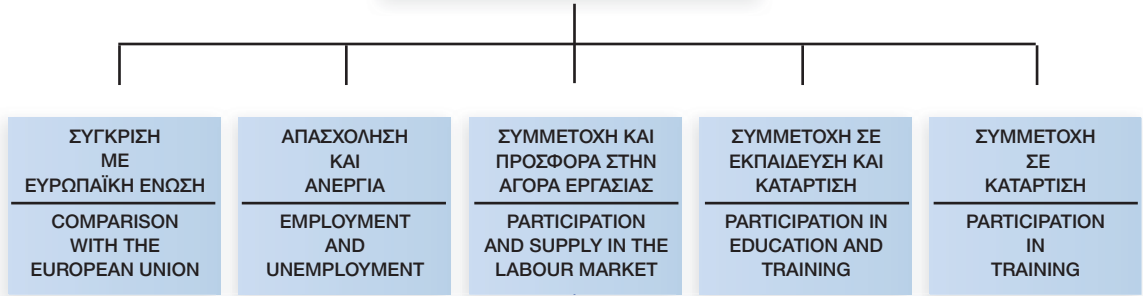 ΣΥΓΚΡΙΣΗ
ΜΕ
ΕΥΡΩΠΑΪΚΗ ΕΝΩΣΗ
COMPARISON
WITH THE
EUROPEAN UNION
ΑΠΑΣΧΟΛΗΣΗ
ΚΑΙ
ΑΝΕΡΓΙΑ
EMPLOYMENT
AND
UNEMPLOYMENT
ΣΥΜΜΕΤΟΧΗ ΚΑΙ
ΠΡΟΣΦΟΡΑ ΣΤΗΝ
ΑΓΟΡΑ ΕΡΓΑΣΙΑΣ
PARTICIPATION
AND SUPPLY IN THE
LABOUR MARKET
ΣΥΜΜΕΤΟΧΗ ΣΕ
ΕΚΠΑΙΔΕΥΣΗ ΚΑΙ
ΚΑΤΑΡΤΙΣΗ
PARTICIPATION IN
EDUCATION AND
TRAINING
ΣΥΜΜΕΤΟΧΗ
ΣΕ
ΚΑΤΑΡΤΙΣΗ
PARTICIPATION
IN
TRAINING